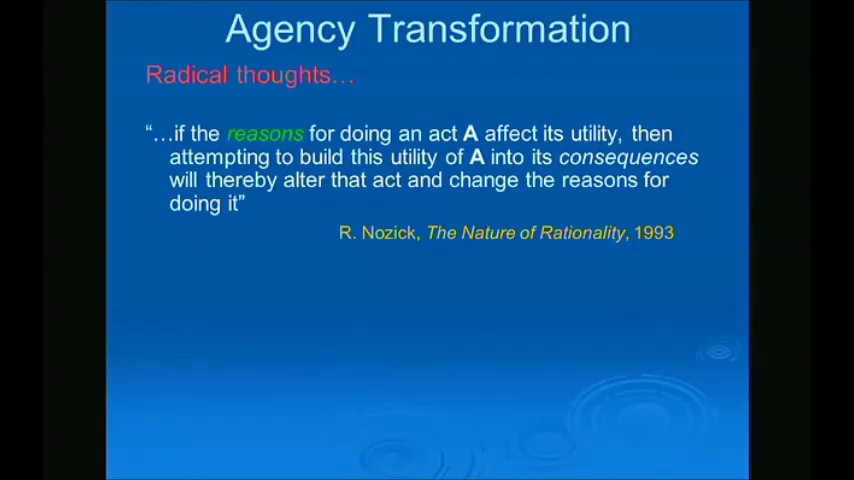 Agency Transformation
Radical thoughts…
“…if the reasons for doing an act A affect its utility, then
attempting to build this utility of A into its consequences
will thereby alter that act and change the reasons for
doing it”
R. Nozick, The Nature of Rationality, 1993